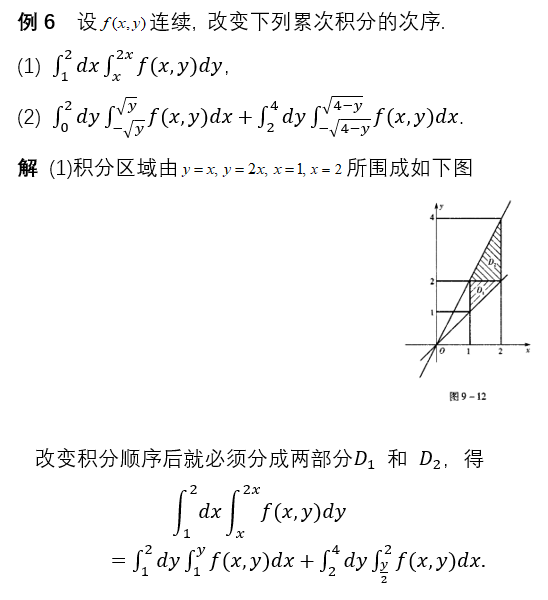 例 6 设 f(x,y) 连续, 改变下列累次积分的次序.
(1) ∫₁² dx ∫ₓ^{2x} f(x,y)dy,
(2) ∫₀² dy ∫_{-√y}^{√y} f(x,y)dx + ∫₂⁴ dy ∫_{-√(4-y)}^{√(4-y)} f(x,y)dx.
解 (1)积分区域由 y = x, y = 2x, x = 1, x = 2 所围成如下图
y
4
D₂
2
D₁
1
O 1 2 x
图 9-12
改变积分顺序后就必须分成两部分D₁ 和 D₂, 得
∫₁² dx ∫ₓ^{2x} f(x,y)dy
= ∫₁² dy ∫₁^y f(x,y)dx + ∫₂⁴ dy ∫_{y/2}^2 f(x,y)dx.